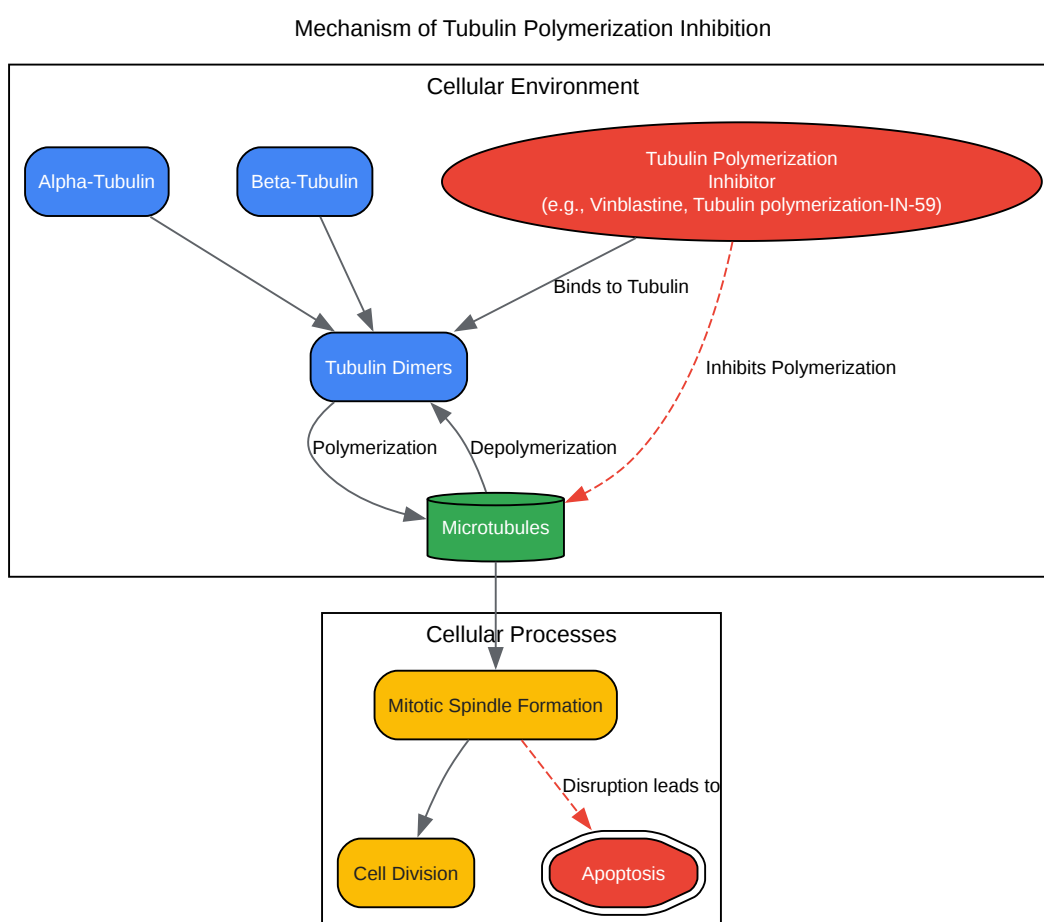 Mechanism of Tubulin Polymerization Inhibition
Cellular Environment
Alpha-Tubulin
Beta-Tubulin
Tubulin Polymerization
Inhibitor
(e.g., Vinblastine, Tubulin polymerization-IN-59)
Binds to Tubulin
Tubulin Dimers
Inhibits Polymerization
Polymerization
Depolymerization
Microtubules
Cellular Processes
Mitotic Spindle Formation
Disruption leads to
Cell Division
Apoptosis